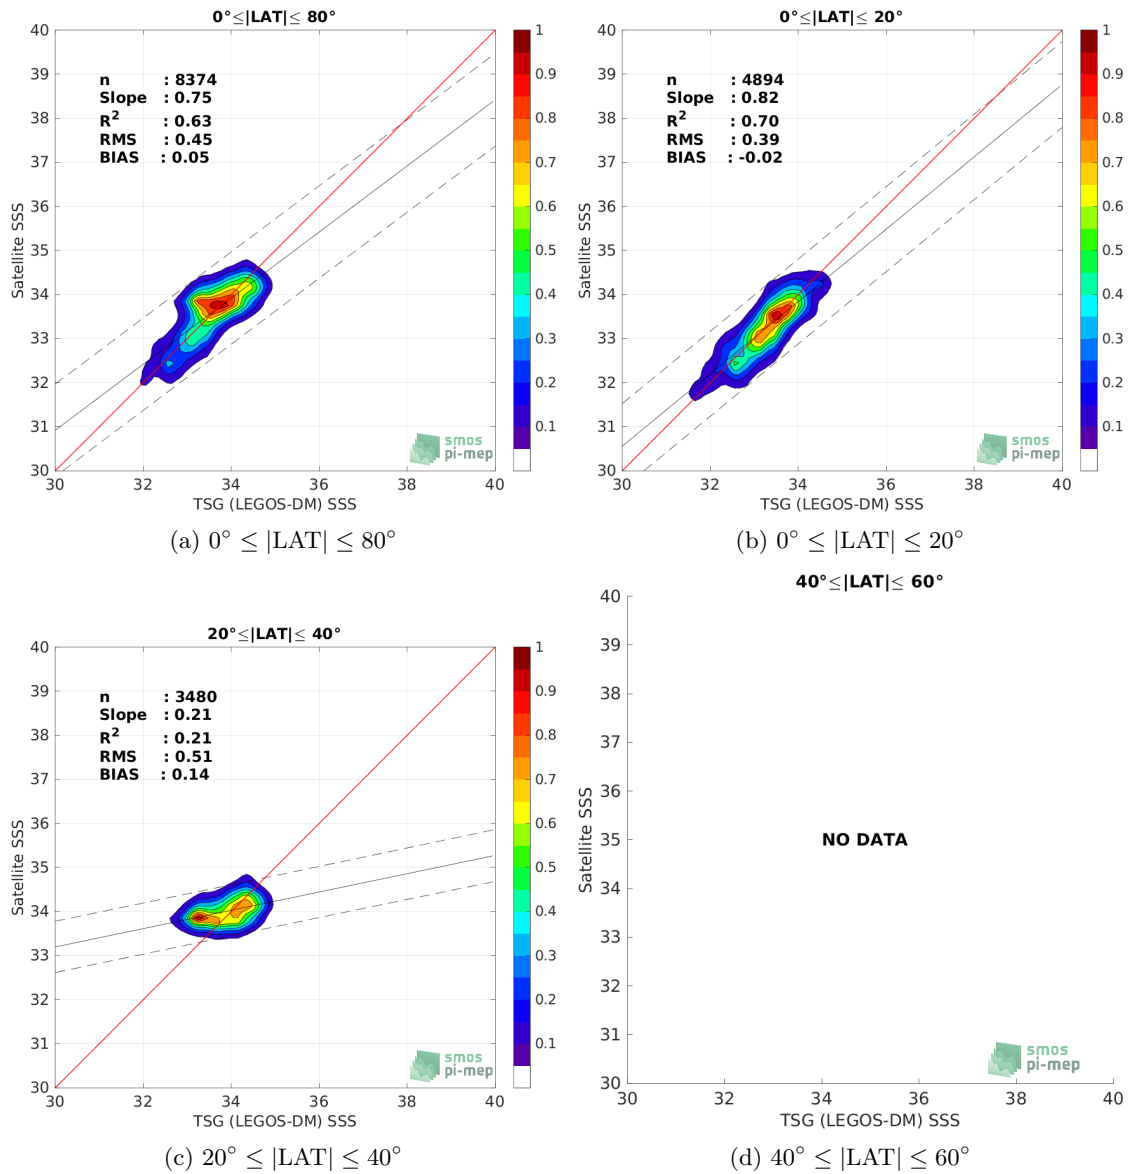 0°≤|LAT|≤ 80°
40
39
38
37
36
35
34
33
32
31
30
Satellite SSS
n : 8374
Slope : 0.75
R² : 0.63
RMS : 0.45
BIAS : 0.05
smos
pi-mep
30 32 34 36 38 40
TSG (LEGOS-DM) SSS
1
0.9
0.8
0.7
0.6
0.5
0.4
0.3
0.2
0.1
(a) 0° ≤ |LAT| ≤ 80°
0°≤|LAT|≤ 20°
40
39
38
37
36
35
34
33
32
31
30
Satellite SSS
n : 4894
Slope : 0.82
R² : 0.70
RMS : 0.39
BIAS : -0.02
smos
pi-mep
30 32 34 36 38 40
TSG (LEGOS-DM) SSS
1
0.9
0.8
0.7
0.6
0.5
0.4
0.3
0.2
0.1
(b) 0° ≤ |LAT| ≤ 20°
20°≤|LAT|≤ 40°
40
39
38
37
36
35
34
33
32
31
30
Satellite SSS
n : 3480
Slope : 0.21
R² : 0.21
RMS : 0.51
BIAS : 0.14
smos
pi-mep
30 32 34 36 38 40
TSG (LEGOS-DM) SSS
1
0.9
0.8
0.7
0.6
0.5
0.4
0.3
0.2
0.1
(c) 20° ≤ |LAT| ≤ 40°
40°≤|LAT|≤ 60°
40
39
38
37
36
35
34
33
32
31
30
Satellite SSS
NO DATA
smos
pi-mep
30 32 34 36 38 40
TSG (LEGOS-DM) SSS
(d) 40° ≤ |LAT| ≤ 60°